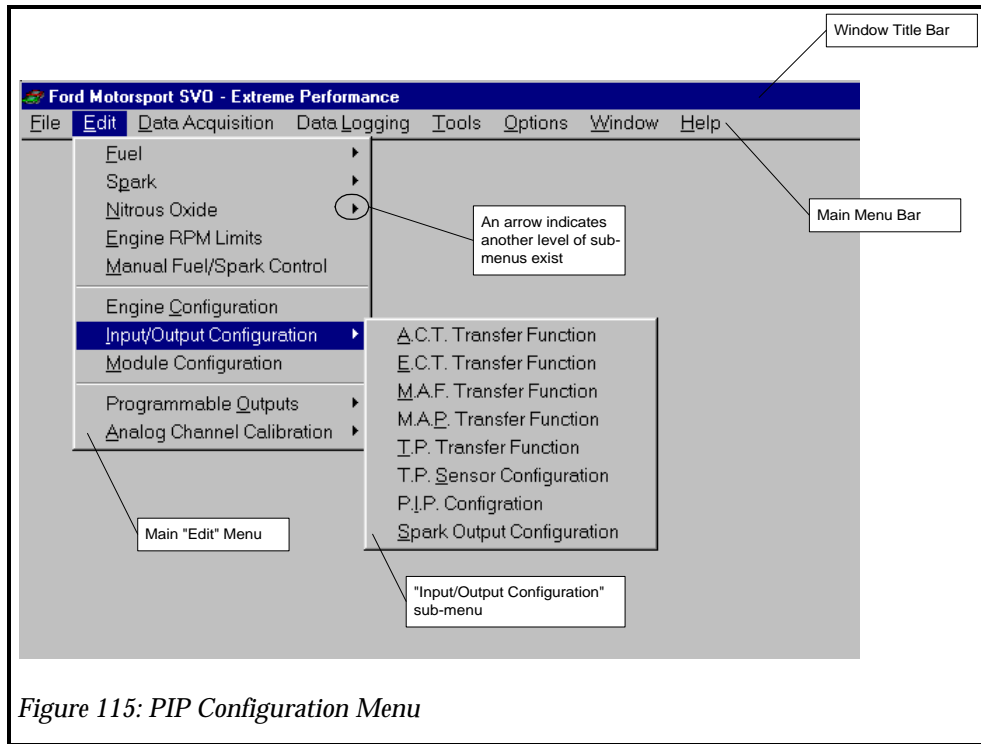 Window Title Bar
Ford Motorsport SVO - Extreme Performance
File Edit Data Acquisition Data Logging Tools Options Window Help
Fuel
Spark
Nitrous Oxide
Engine RPM Limits
Manual Fuel/Spark Control
Engine Configuration
Input/Output Configuration
Module Configuration
Programmable Outputs
Analog Channel Calibration
An arrow indicates
another level of sub-
menus exist
Main Menu Bar
A.C.T. Transfer Function
E.C.T. Transfer Function
M.A.F. Transfer Function
M.A.P. Transfer Function
T.P. Transfer Function
T.P. Sensor Configuration
P.I.P. Configration
Spark Output Configuration
Main "Edit" Menu
"Input/Output Configuration"
sub-menu
Figure 115: PIP Configuration Menu